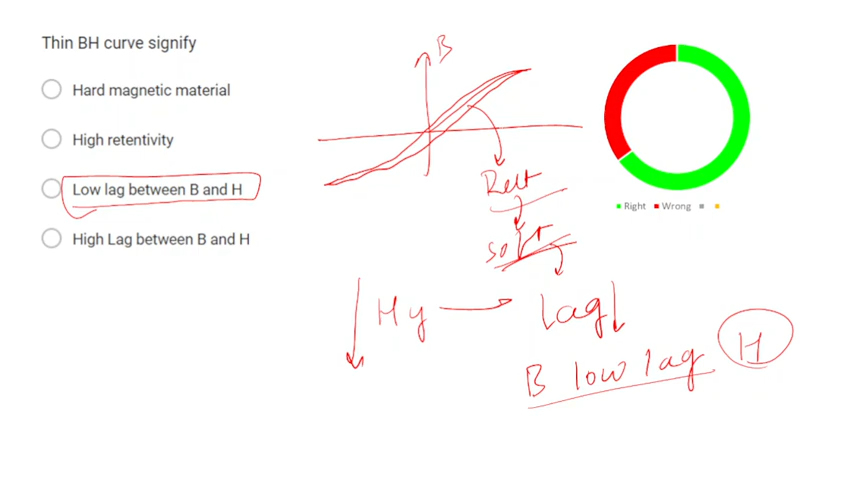 Thin BH curve signify
Hard magnetic material
High retentivity
Low lag between B and H
High Lag between B and H
B
Right Wrong
soft
Hy → lag
B low lag H